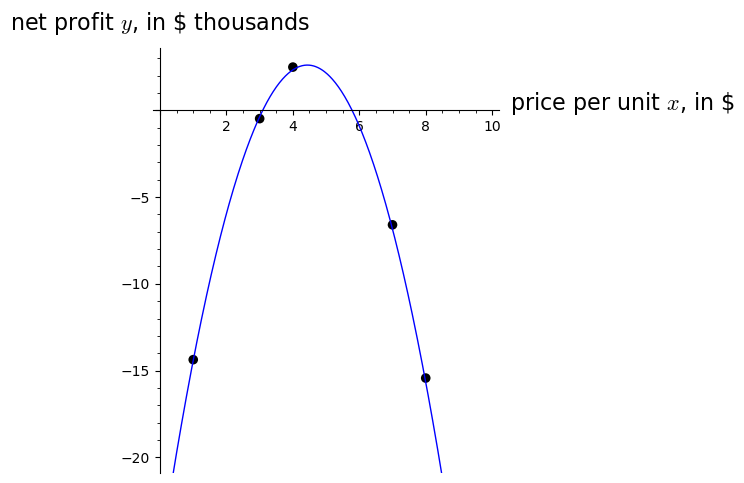 net profit y, in $ thousands
price per unit x, in $
2 4 6 8 10
−5
−10
−15
−20